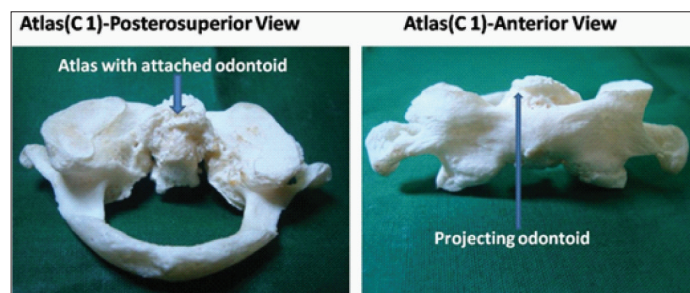 Atlas(C 1)-Posterosuperior View
Atlas(C 1)-Anterior View
Atlas with attached odontoid
Projecting odontoid